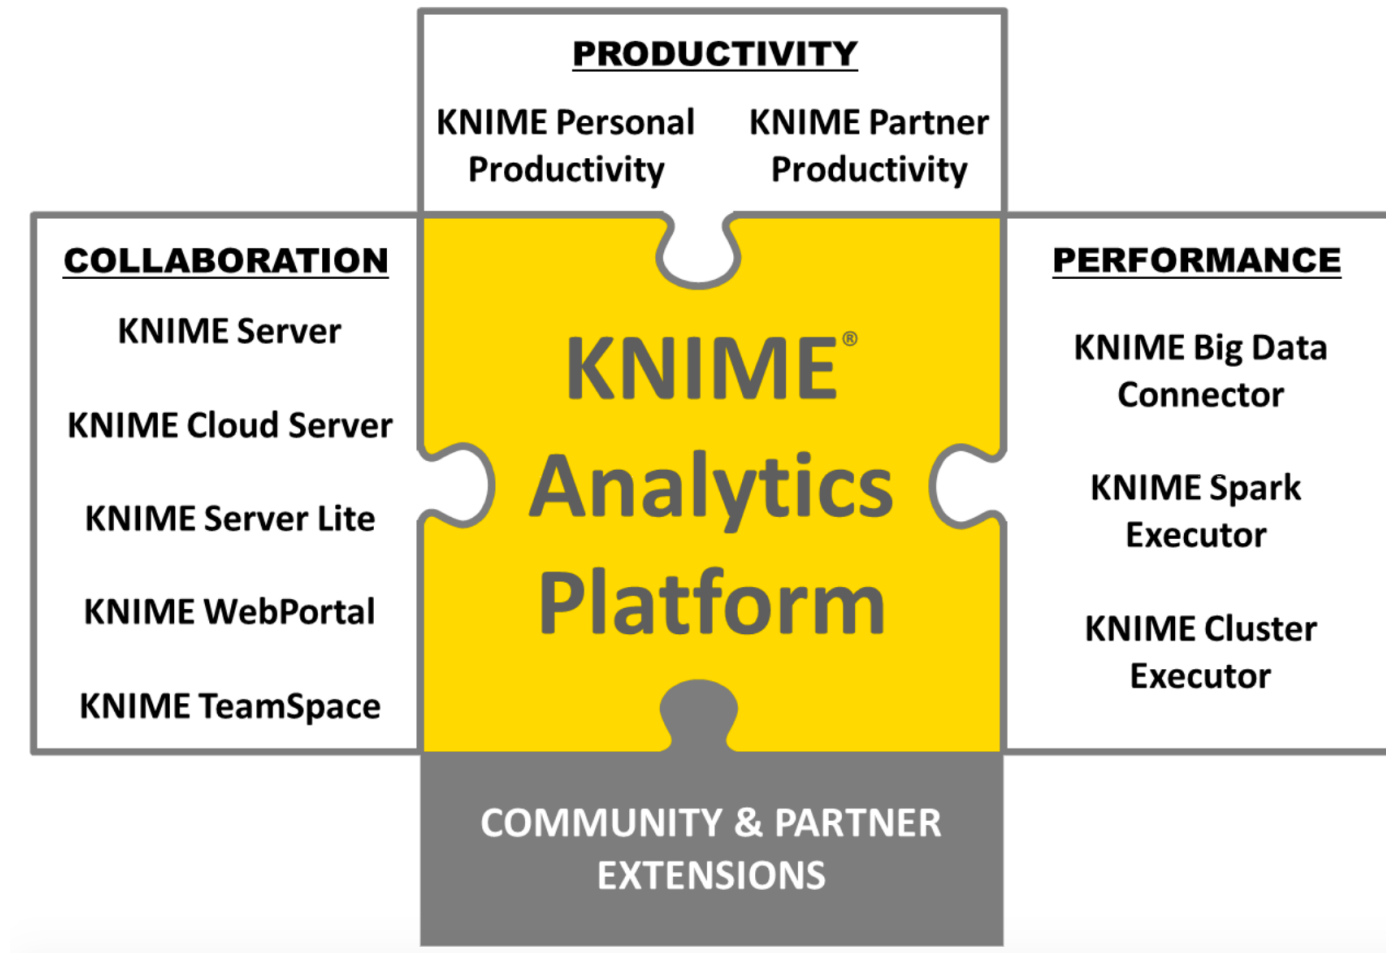 PRODUCTIVITY
KNIME Personal
Productivity
KNIME Partner
Productivity
COLLABORATION
KNIME Server
KNIME Cloud Server
KNIME Server Lite
KNIME WebPortal
KNIME TeamSpace
KNIME®
Analytics
Platform
PERFORMANCE
KNIME Big Data
Connector
KNIME Spark
Executor
KNIME Cluster
Executor
COMMUNITY & PARTNER
EXTENSIONS